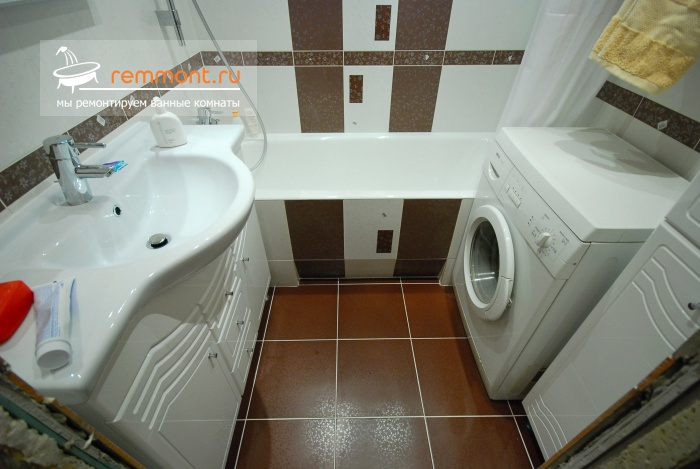 remmont.ru
мы ремонтируем ванные комнаты